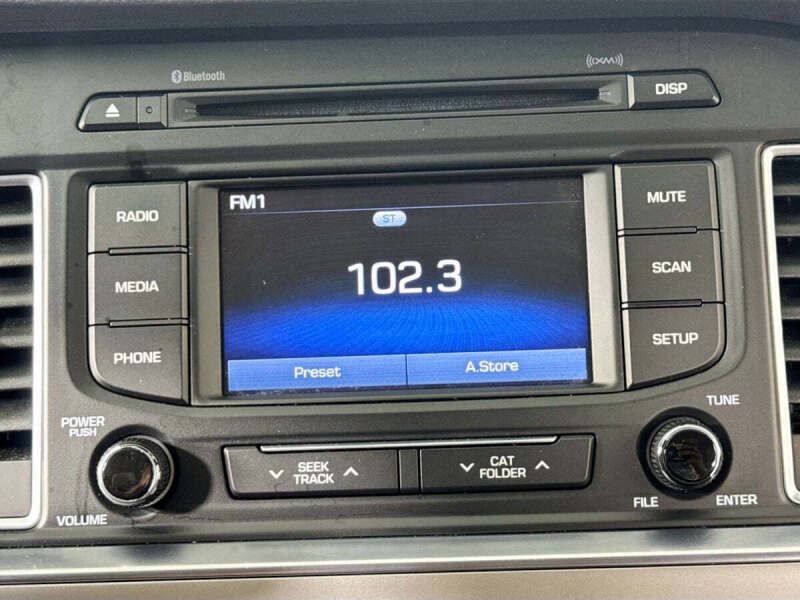 Bluetooth
((XM))
DISP
RADIO
MEDIA
PHONE
FM1
ST
102.3
Preset
A.Store
MUTE
SCAN
SETUP
POWER
PUSH
VOLUME
SEEK
TRACK
CAT
FOLDER
TUNE
FILE
ENTER